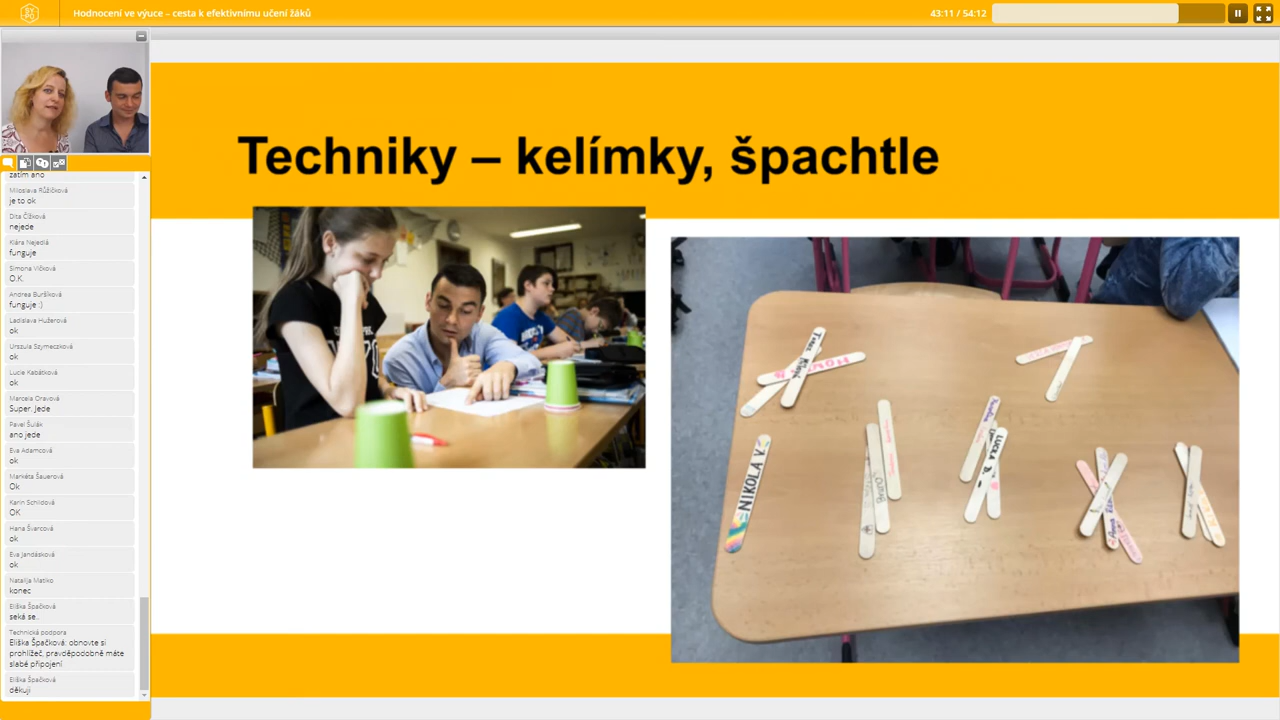 Hodnocení ve výuce – cesta k efektivnímu učení žáků
43:11 / 54:12
Techniky – kelímky, špachtle
zatím ano
Miloslava Růžičková
je to ok
Dita Čížková
nejede
Klára Nejedlá
funguje
Simona Vlčková
O.K.
Andrea Buršíková
funguje :)
Ladislava Hužerová
ok
Urszula Szymeczková
ok
Lucie Kabátková
ok
Marcela Oravová
Super. Jede
Pavel Šulák
ano jede
Eva Adamcová
ok
Markéta Šauerová
Ok
Karin Schildová
OK
Hana Švarcová
ok
Eva Jandásková
ok
Natalija Matiko
konec
Eliška Špačková
seká se..
Technická podpora
Eliška Špačková: obnovte si
prohlížeč, pravděpodobně máte
slabé připojení
Eliška Špačková
děkuji
NIKOLA V.
LUCKA B.